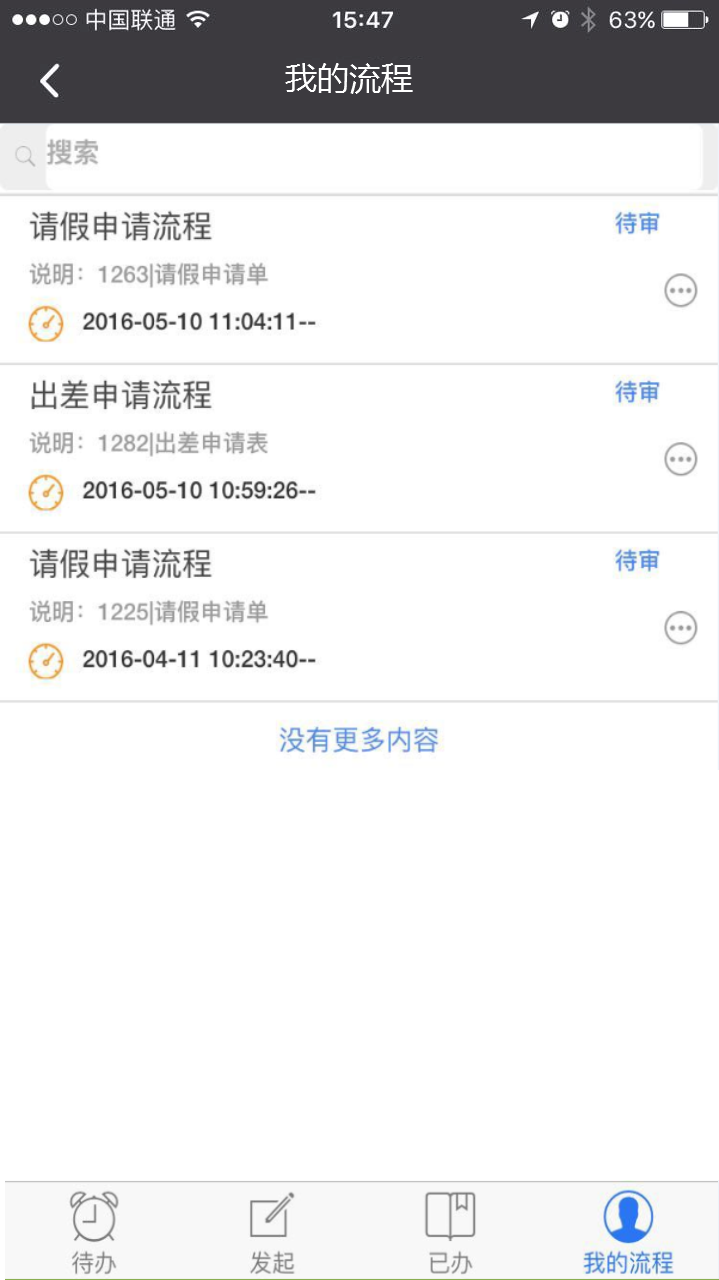 中国联通 15:47 63%
我的流程
搜索
请假申请流程 待审
说明：1263|请假申请单
2016-05-10 11:04:11--
出差申请流程 待审
说明：1282|出差申请表
2016-05-10 10:59:26--
请假申请流程 待审
说明：1225|请假申请单
2016-04-11 10:23:40--
没有更多内容
待办 发起 已办 我的流程